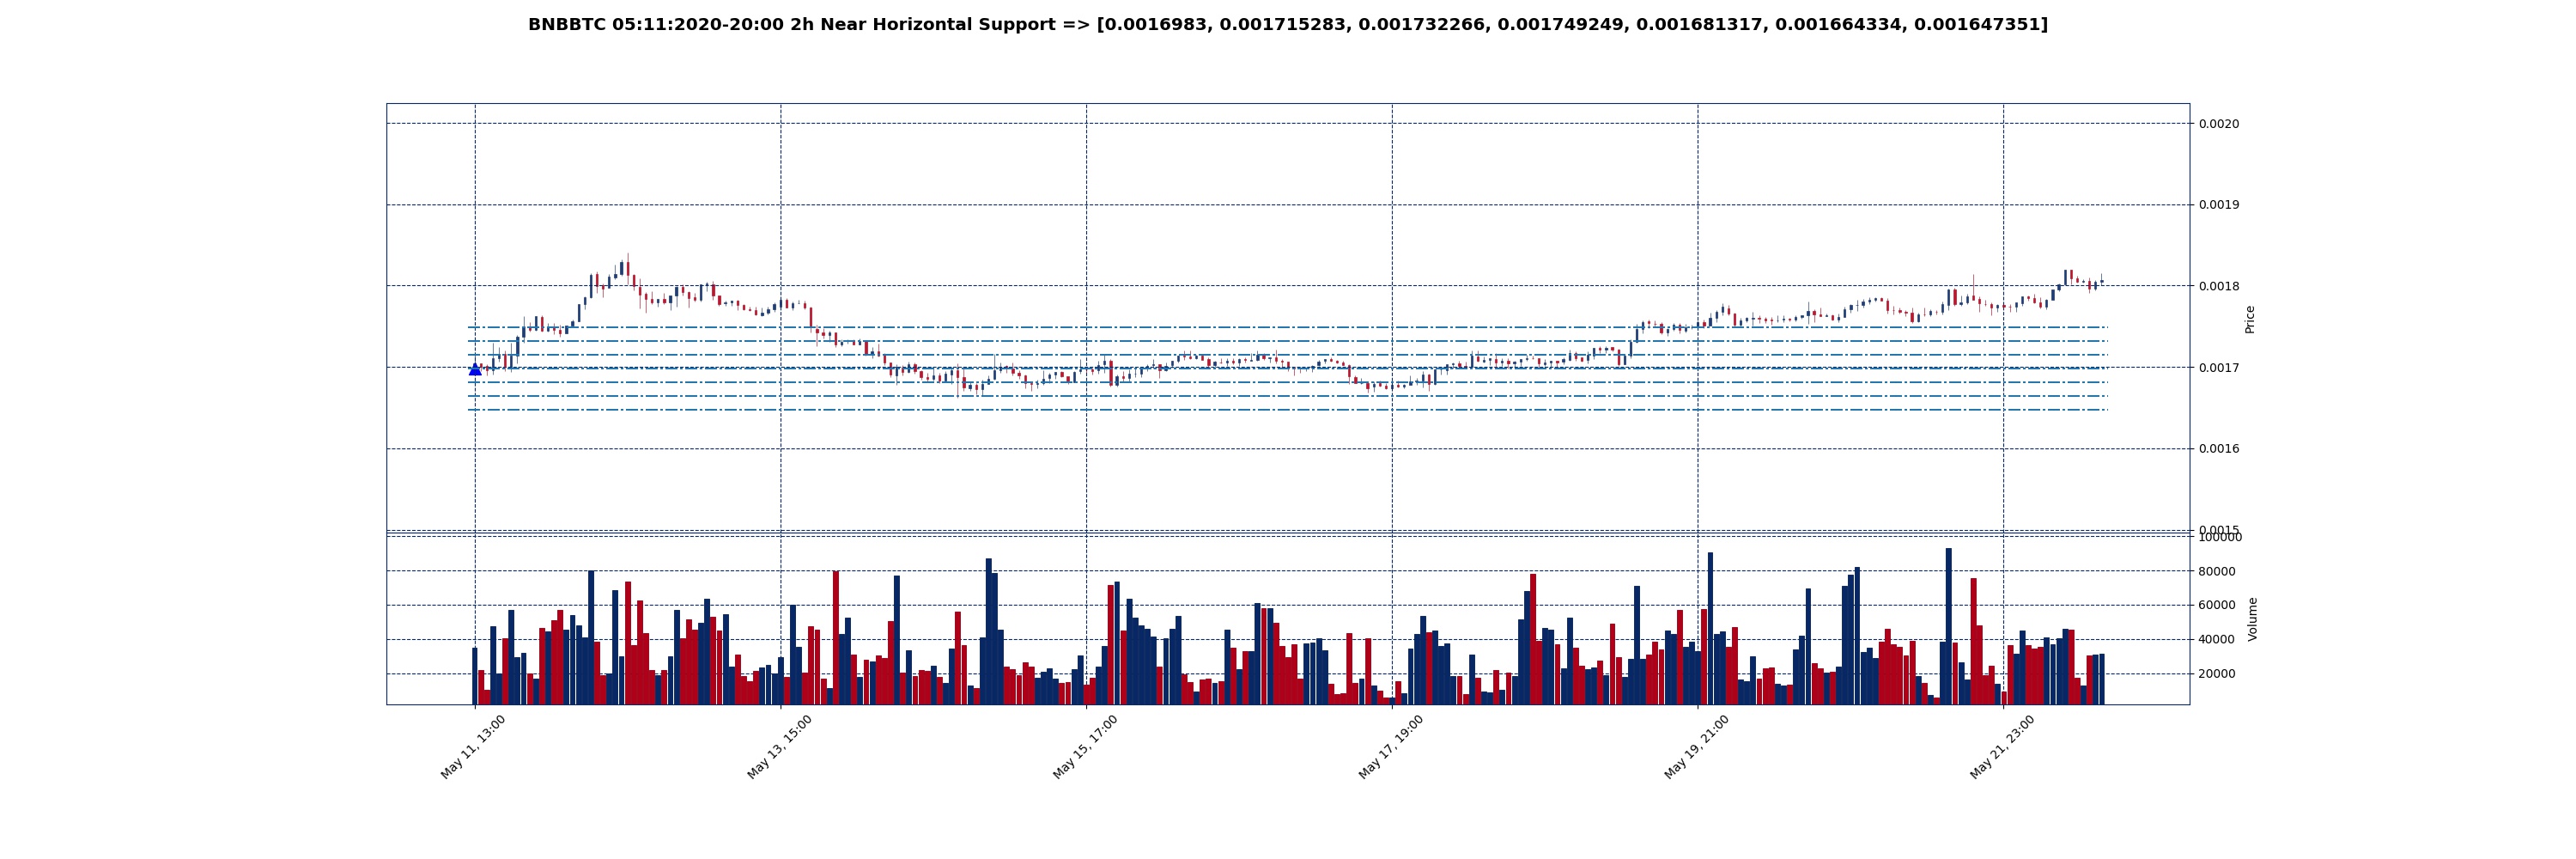 BNBBTC 05:11:2020-20:00 2h Near Horizontal Support => [0.0016983, 0.001715283, 0.001732266, 0.001749249, 0.001681317, 0.001664334, 0.001647351]
0.0020
0.0019
0.0018
0.0017
0.0016
0.0015
Price
100000
80000
60000
40000
20000
Volume
May 11, 13:00
May 13, 15:00
May 15, 17:00
May 17, 19:00
May 19, 21:00
May 21, 23:00